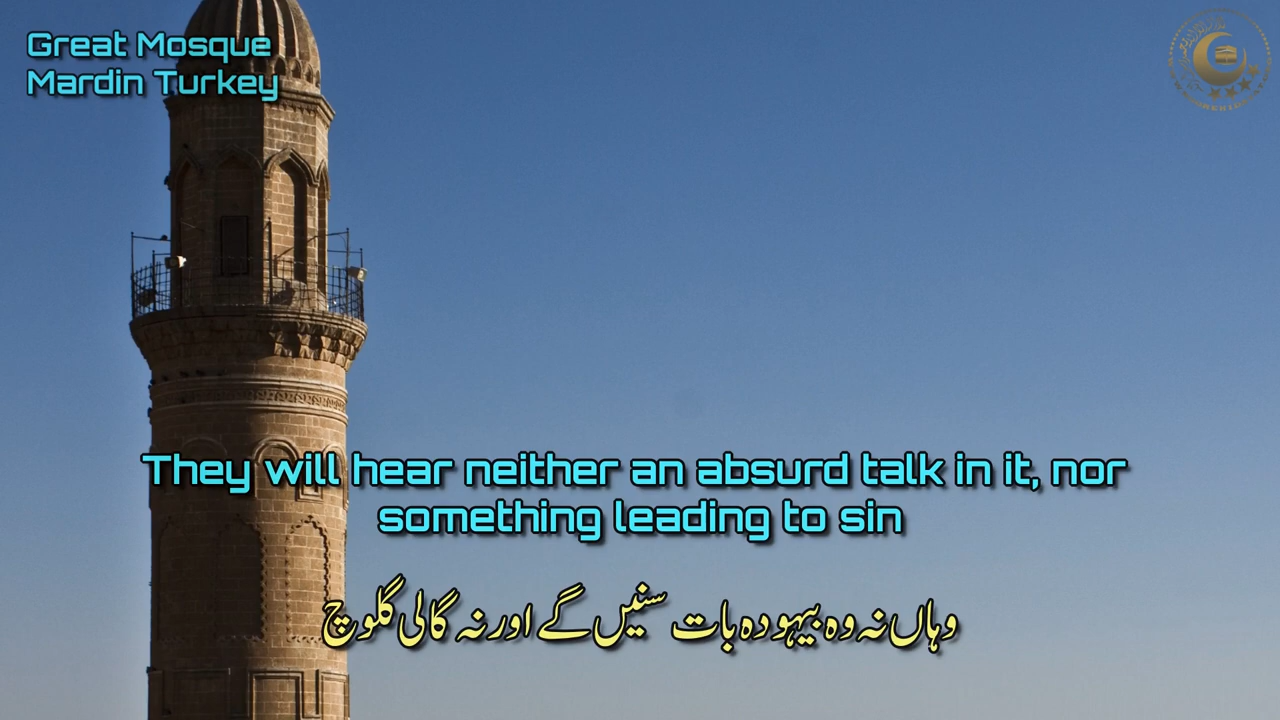 Great Mosque
Mardin Turkey
They will hear neither an absurd talk in it, nor
something leading to sin
وہاں نہ وہ بیہودہ بات سنیں گے اور نہ گالی گلوچ